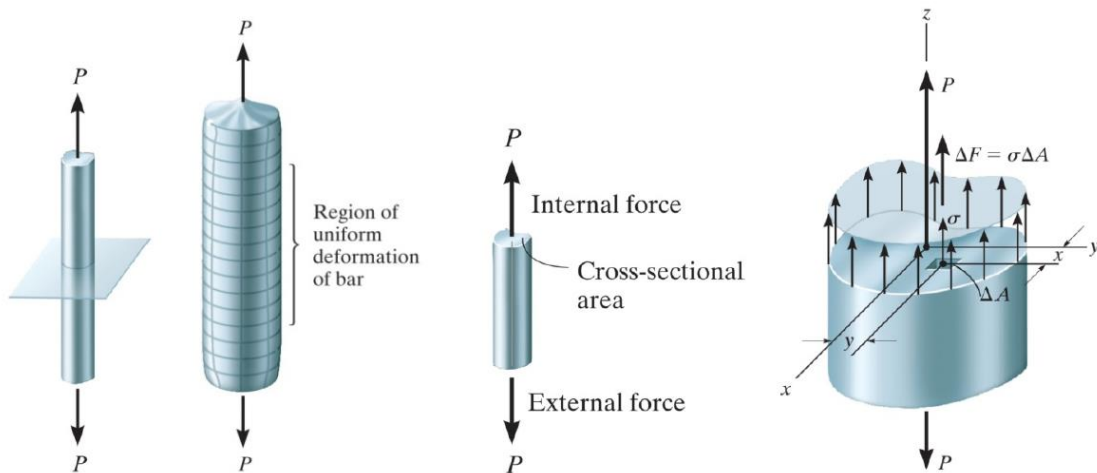 P
P
P
Region of
uniform
deformation
of bar
P
P
Internal force
Cross-sectional
area
External force
P
z
P
ΔF = σΔA
σ
y
x
ΔA
y
x
P